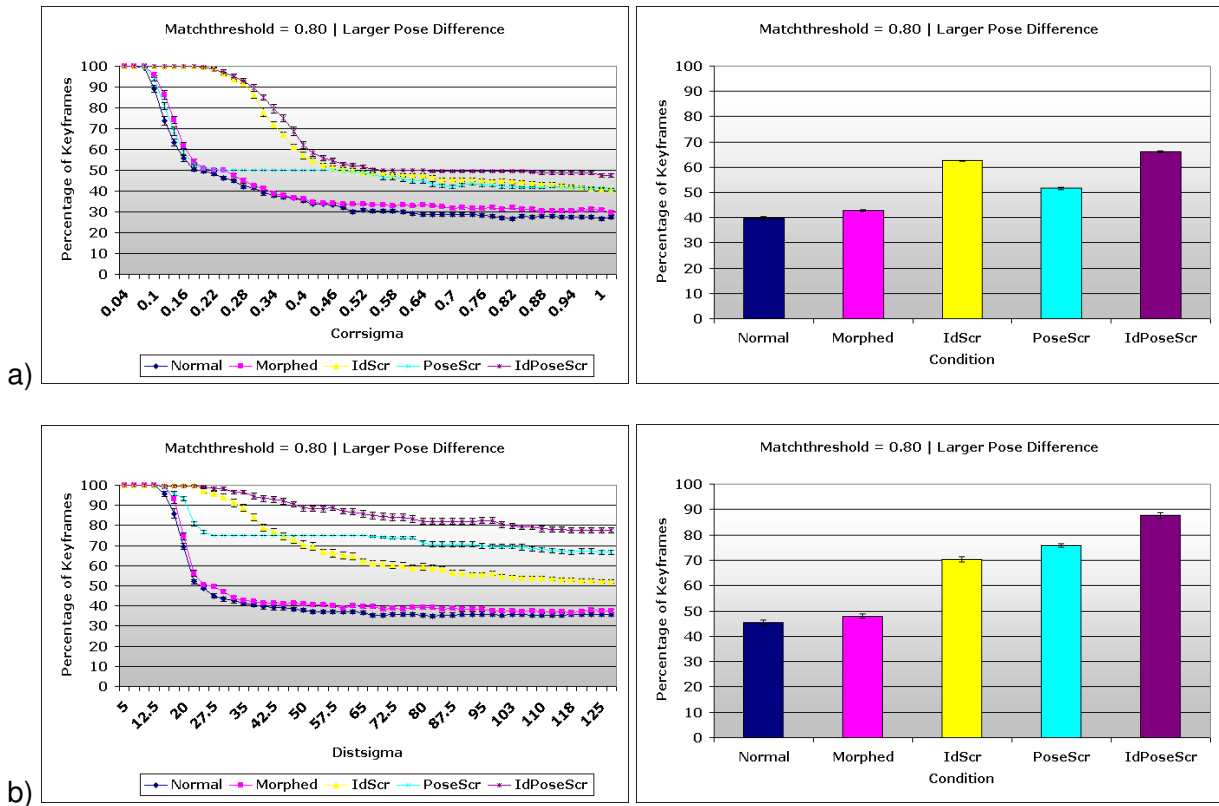 Matchthreshold = 0.80 | Larger Pose Difference
Percentage of Keyframes
100
90
80
70
60
50
40
30
20
10
0
0.04 0.1 0.16 0.22 0.28 0.34 0.4 0.46 0.52 0.58 0.64 0.7 0.76 0.82 0.88 0.94 1
Corrsigma
Normal Morphed IdScr PoseScr IdPoseScr
Matchthreshold = 0.80 | Larger Pose Difference
Percentage of Keyframes
100
90
80
70
60
50
40
30
20
10
0
Normal Morphed IdScr PoseScr IdPoseScr
Condition
a)
Matchthreshold = 0.80 | Larger Pose Difference
Percentage of Keyframes
100
90
80
70
60
50
40
30
20
10
0
5 12.5 20 27.5 35 42.5 50 57.5 65 72.5 80 87.5 95 103 110 118 125
Distsigma
Normal Morphed IdScr PoseScr IdPoseScr
Matchthreshold = 0.80 | Larger Pose Difference
Percentage of Keyframes
100
90
80
70
60
50
40
30
20
10
0
Normal Morphed IdScr PoseScr IdPoseScr
Condition
b)